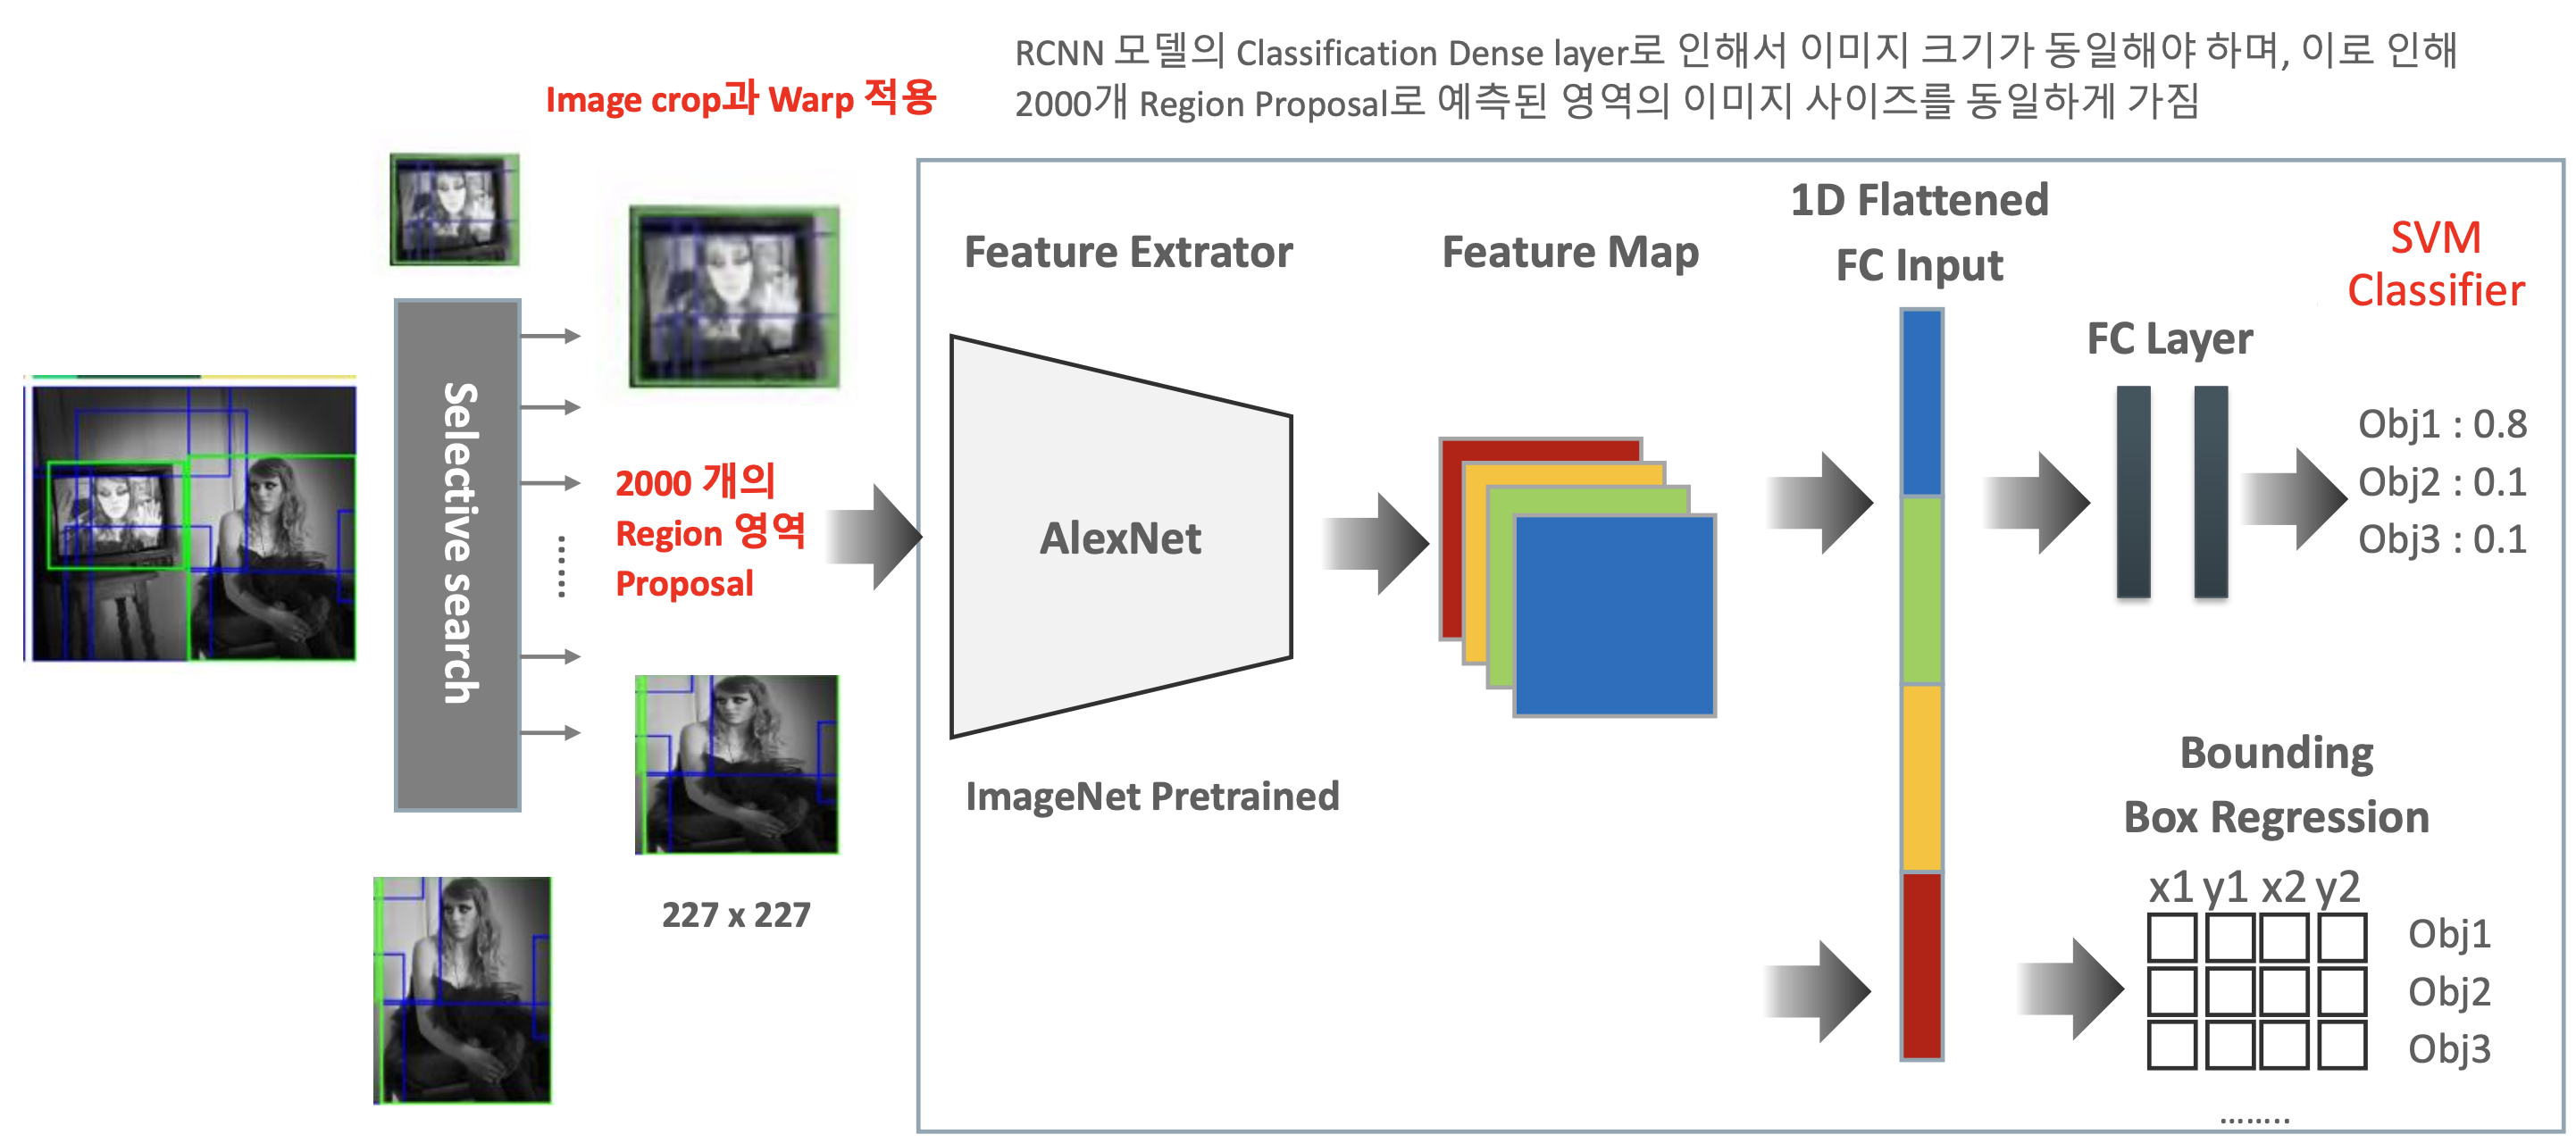 RCNN 모델의 Classification Dense layer로 인해서 이미지 크기가 동일해야 하며, 이로 인해
2000개 Region Proposal로 예측된 영역의 이미지 사이즈를 동일하게 가짐
Image crop과 Warp 적용
Selective search
2000 개의
Region 영역
Proposal
227 x 227
Feature Extrator
AlexNet
ImageNet Pretrained
Feature Map
1D Flattened
FC Input
FC Layer
SVM
Classifier
Obj1 : 0.8
Obj2 : 0.1
Obj3 : 0.1
Bounding
Box Regression
x1 y1 x2 y2
Obj1
Obj2
Obj3
........